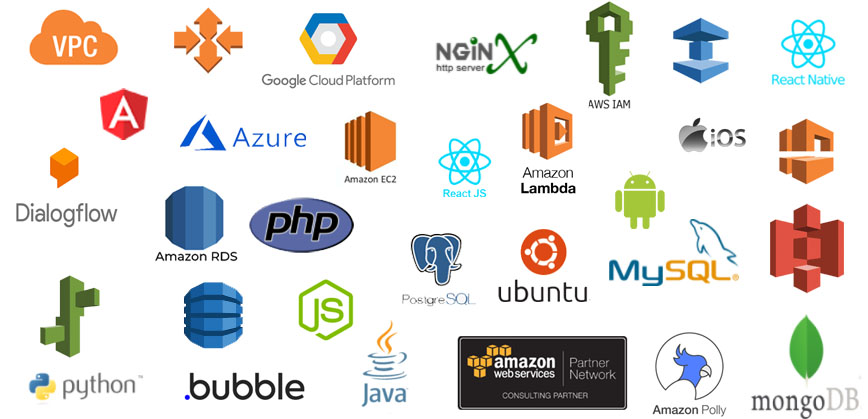 VPC
Google Cloud Platform
NGiNX
http server
AWS IAM
React Native
A
Azure
Amazon EC2
React JS
Amazon
Lambda
iOS
Dialogflow
Amazon RDS
php
PostgreSQL
ubuntu
MySQL®
JS
python™
.bubble
Java
amazon
web services
Partner
Network
CONSULTING PARTNER
Amazon Polly
mongoDB